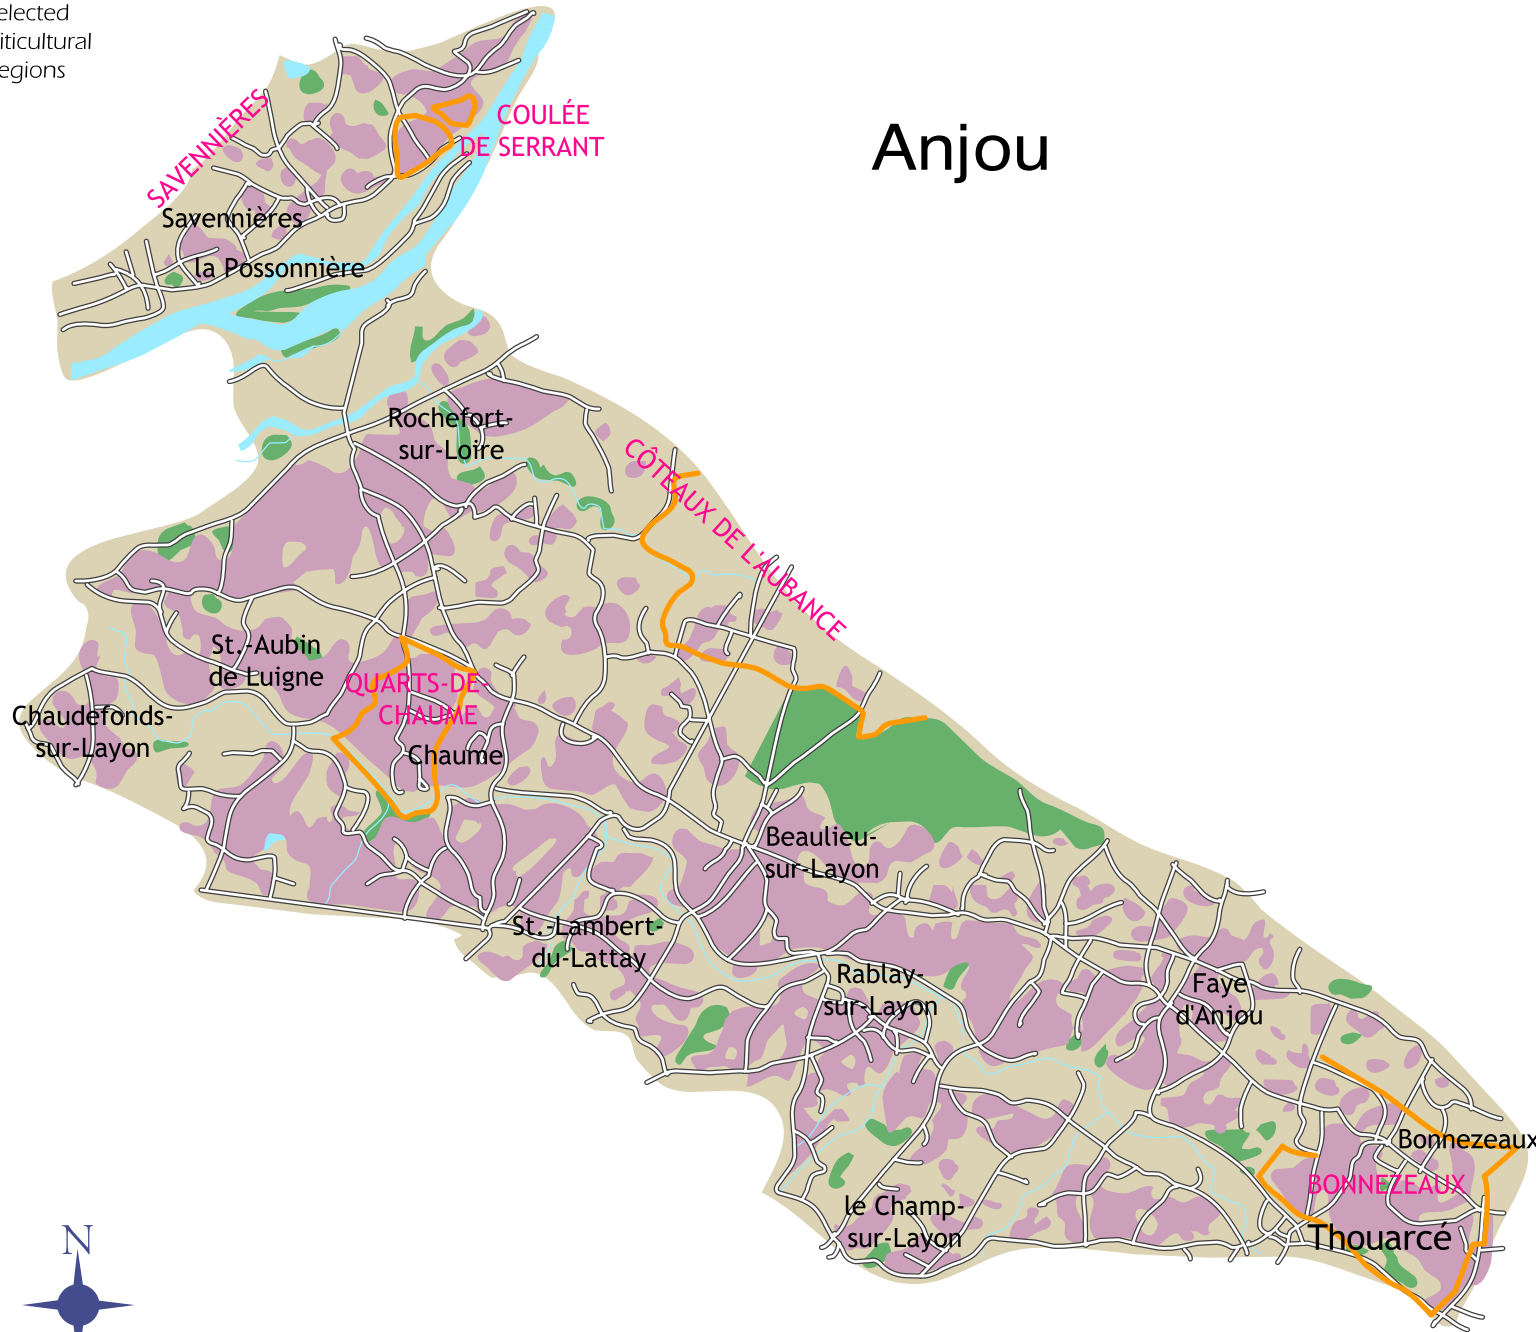 elected
iticultural
egions
Anjou
COULÉE
DE SERRANT
SAVENNIÈRES
Savennières
la Possonnière
Rochefort-
sur-Loire
CÔTEAUX DE L'AUBANCE
St.-Aubin
de Luigne
QUARTS-DE-
CHAUME
Chaudefonds-
sur-Layon
Chaume
Beaulieu-
sur-Layon
St.-Lambert-
du-Lattay
Rablay-
sur-Layon
Faye
d'Anjou
Bonnezeaux
BONNEZEAUX
le Champ-
sur-Layon
Thouarcé
N